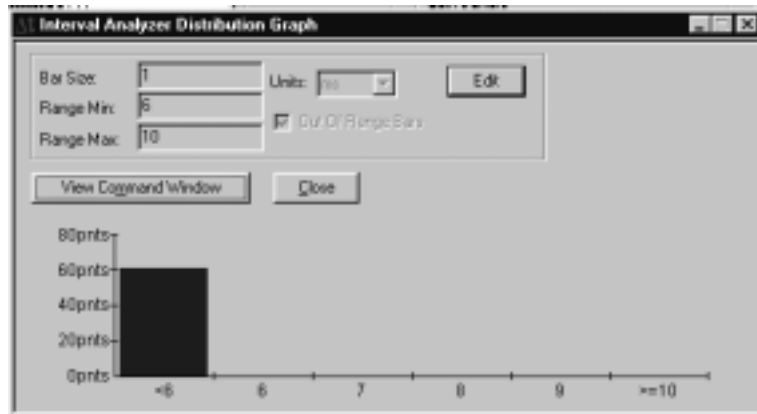 Interval Analyzer Distribution Graph
Bar Size: 1
Units: ms
Edit
Range Min: 6
Out Of Range Bars
Range Max: 10
View Command Window
Close
80pnts
60pnts
40pnts
20pnts
0pnts
<6 6 7 8 9 >=10